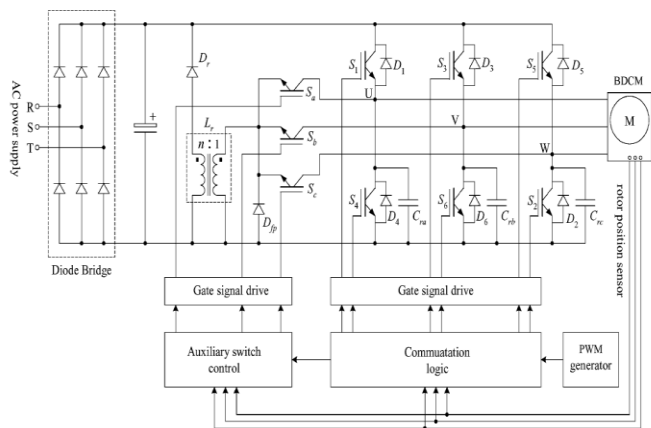 AC power supply
R
S
T
Diode Bridge
+
D_r
L_r
n : 1
D_fp
S_a
S_b
S_c
S_1
D_1
S_3
D_3
S_5
D_5
U
V
W
BDCM
M
S_4
D_4
C_ra
S_6
D_6
C_rb
S_2
D_2
C_rc
rotor position sensor
Gate signal drive
Gate signal drive
Auxiliary switch
control
Commuatation
logic
PWM
generator